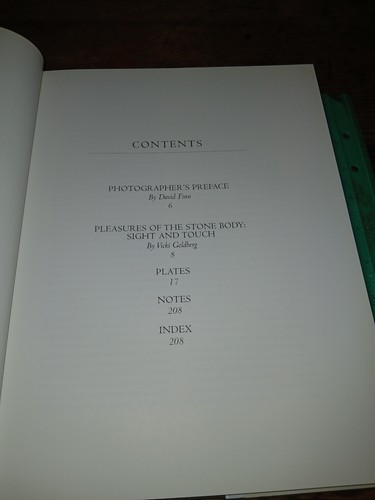 CONTENTS
PHOTOGRAPHER'S PREFACE
By David Finn
6
PLEASURES OF THE STONE BODY:
SIGHT AND TOUCH
By Vicki Goldberg
8
PLATES
17
NOTES
208
INDEX
208